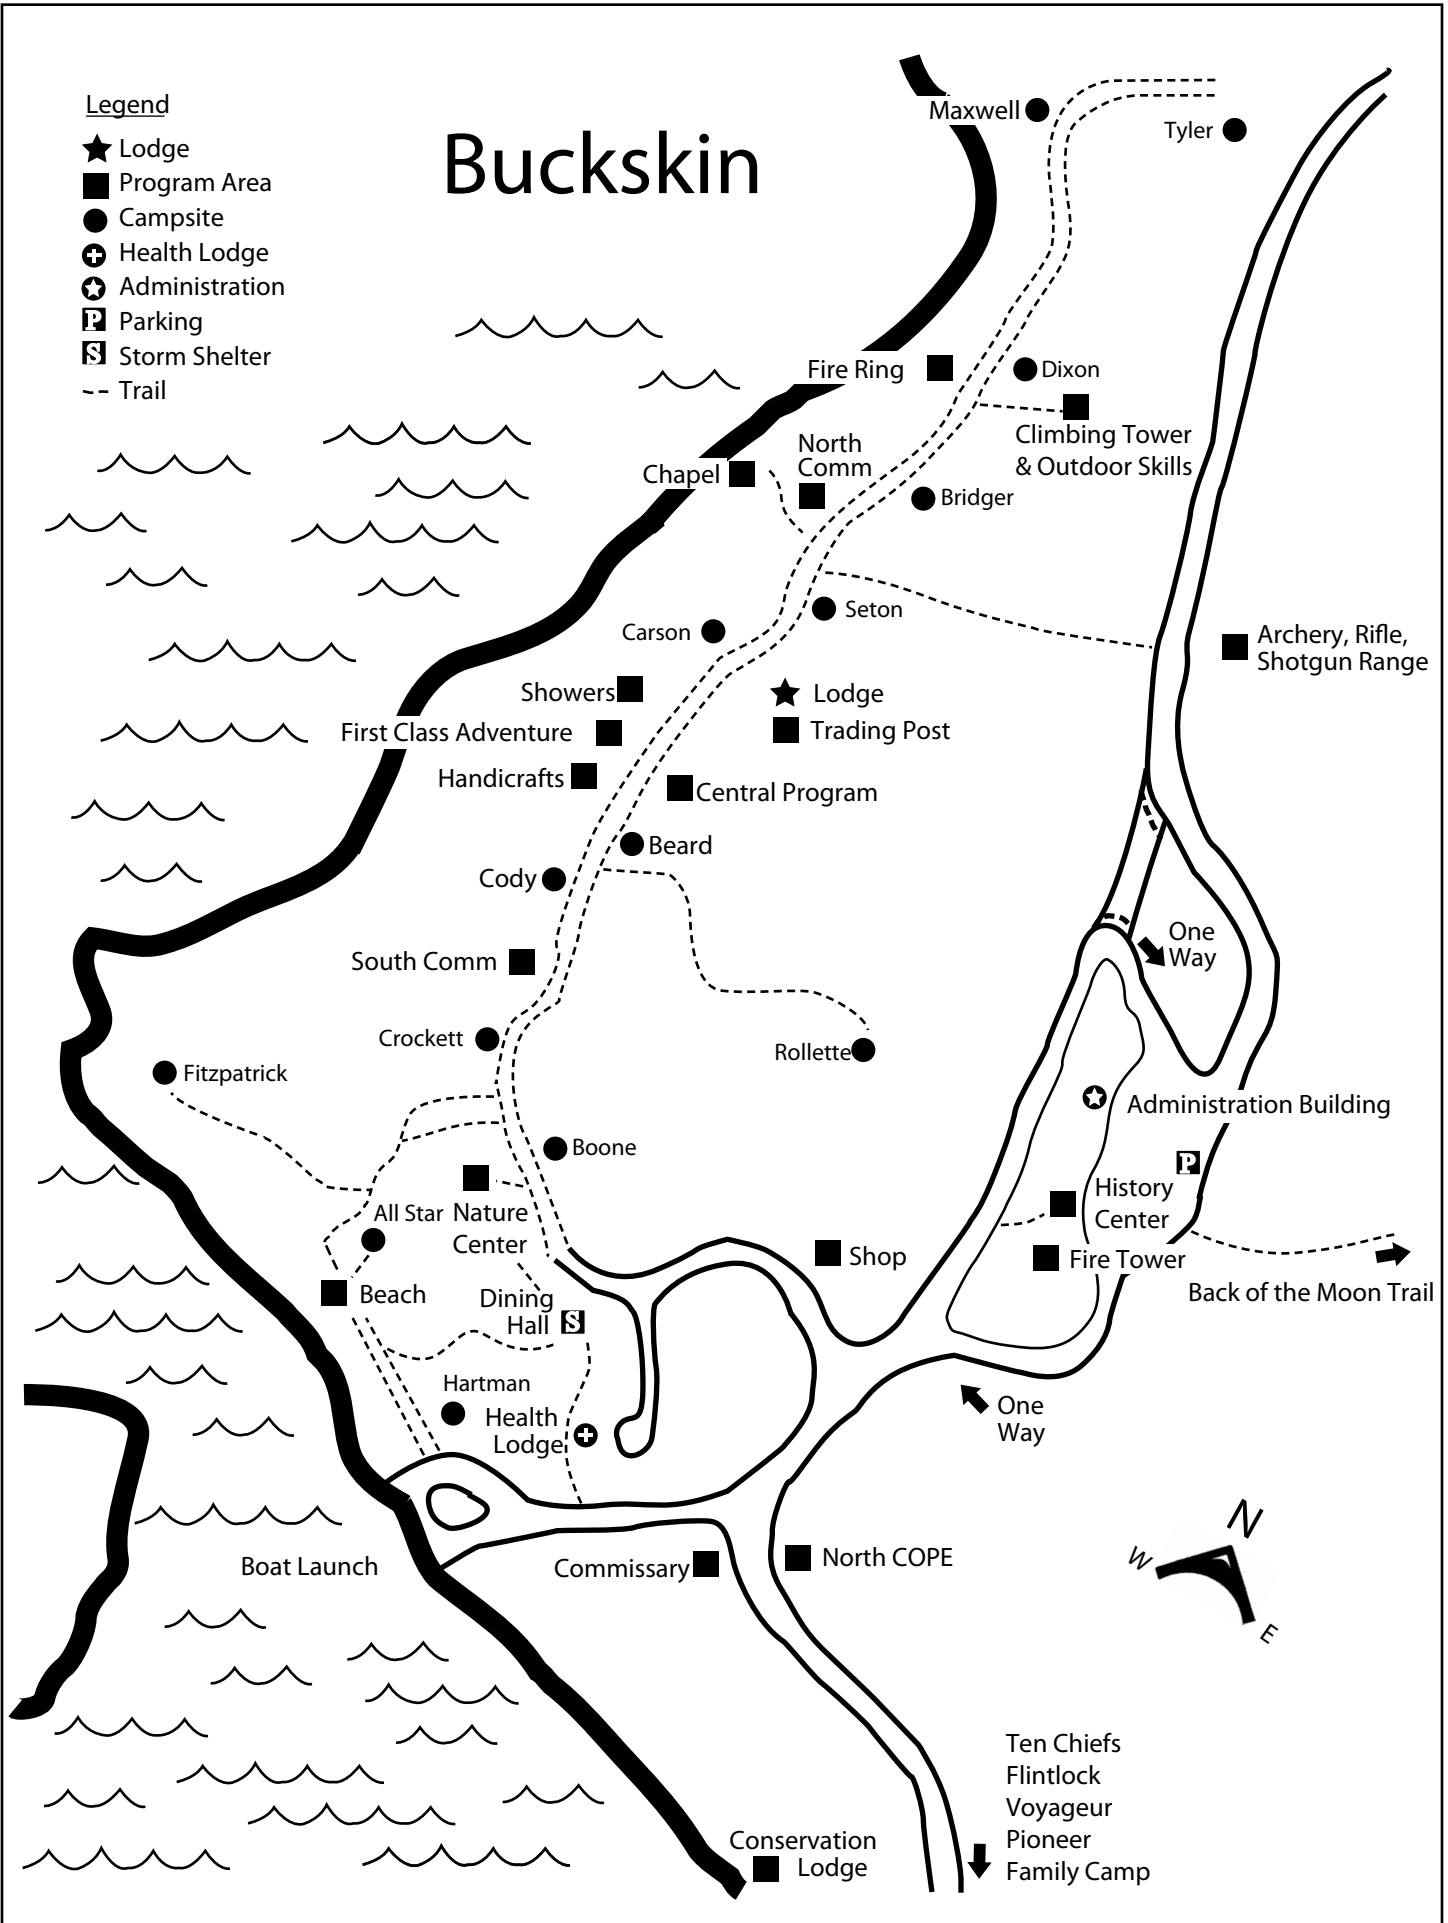 Legend
Lodge
Program Area
Campsite
Health Lodge
Administration
P Parking
S Storm Shelter
Trail
Buckskin
Maxwell
Tyler
Fire Ring
Dixon
Climbing Tower
& Outdoor Skills
North
Comm
Chapel
Bridger
Seton
Carson
Archery, Rifle,
Shotgun Range
Showers
Lodge
First Class Adventure
Trading Post
Handicrafts
Central Program
Beard
Cody
One
Way
South Comm
Crockett
Rollette
Fitzpatrick
Administration Building
Boone
P
History
Center
All Star
Nature
Center
Shop
Fire Tower
Back of the Moon Trail
Beach
Dining
Hall S
Hartman
Health
Lodge
One
Way
N
W
E
Boat Launch
Commissary
North COPE
Ten Chiefs
Flintlock
Voyageur
Pioneer
Family Camp
Conservation
Lodge